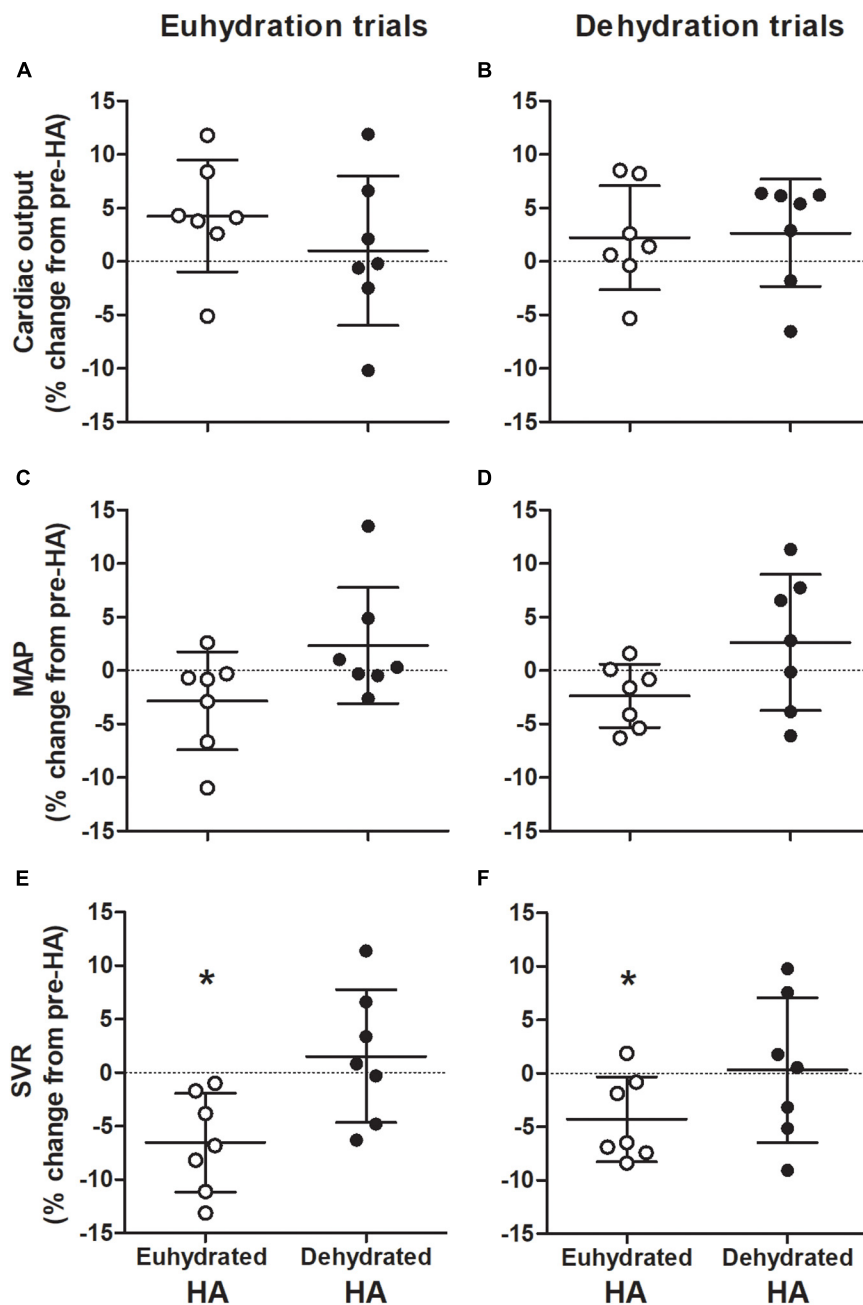 Euhydration trials
Dehydration trials
A
B
Cardiac output
(% change from pre-HA)
15
10
5
0
-5
-10
-15
15
10
5
0
-5
-10
-15
C
D
MAP
(% change from pre-HA)
15
10
5
0
-5
-10
-15
15
10
5
0
-5
-10
-15
E
F
SVR
(% change from pre-HA)
15
10
5
0
-5
-10
-15
*
15
10
5
0
-5
-10
-15
*
Euhydrated
Dehydrated
Euhydrated
Dehydrated
HA
HA
HA
HA